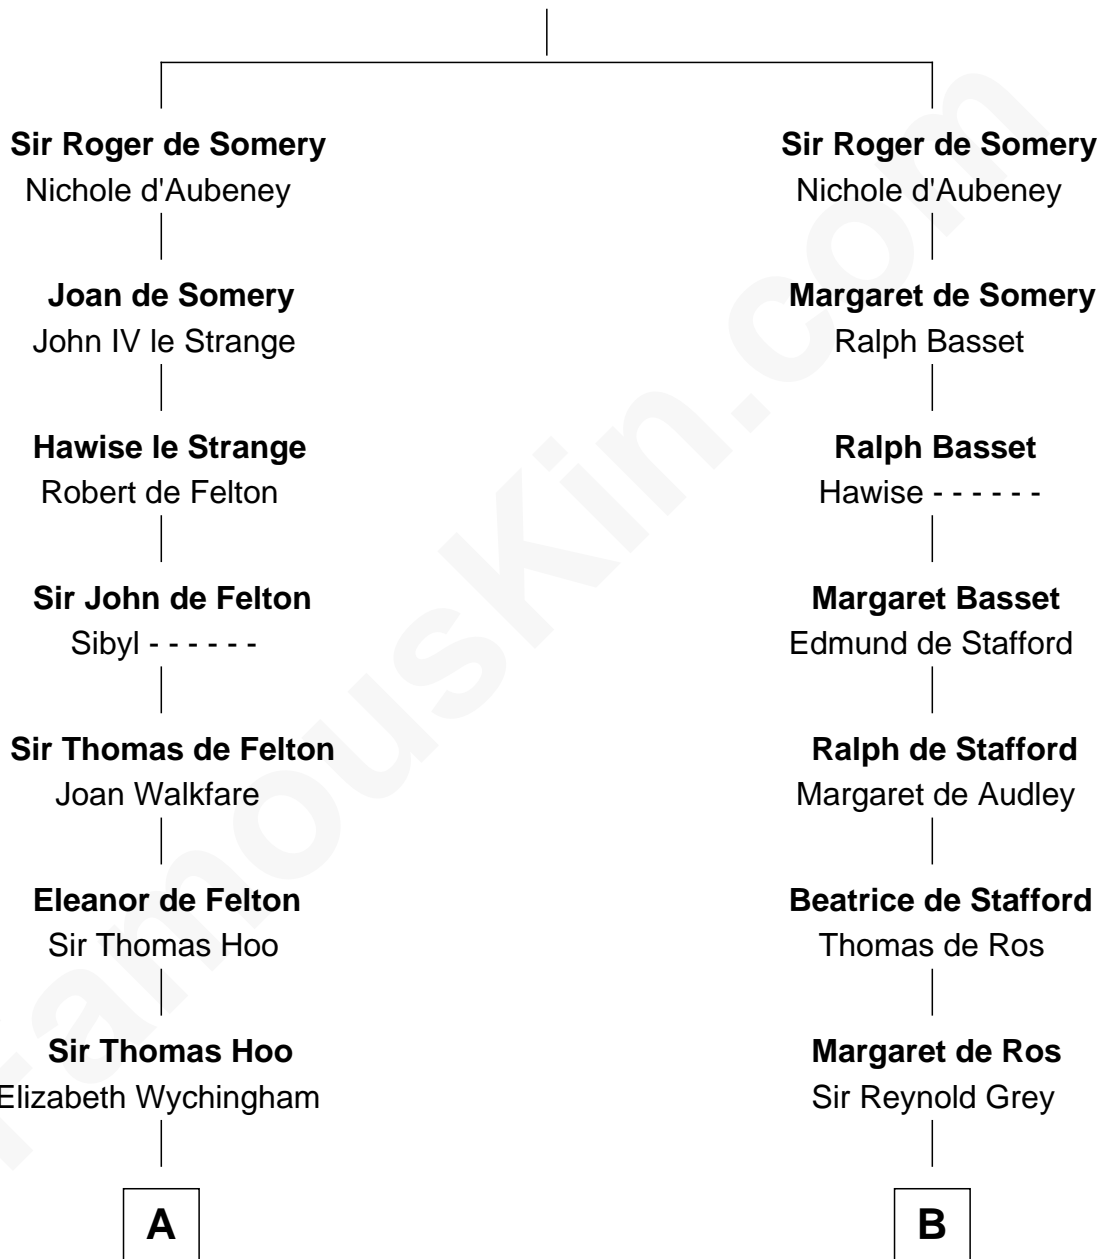 Sir Roger de Somery
Nichole d'Aubeney
Joan de Somery
John IV le Strange
Hawise le Strange
Robert de Felton
Sir John de Felton
Sibyl - - - - - -
Sir Thomas de Felton
Joan Walkfare
Eleanor de Felton
Sir Thomas Hoo
Sir Thomas Hoo
Elizabeth Wychingham
A
Sir Roger de Somery
Nichole d'Aubeney
Margaret de Somery
Ralph Basset
Ralph Basset
Hawise - - - - - -
Margaret Basset
Edmund de Stafford
Ralph de Stafford
Margaret de Audley
Beatrice de Stafford
Thomas de Ros
Margaret de Ros
Sir Reynold Grey
B
FamousKin.com